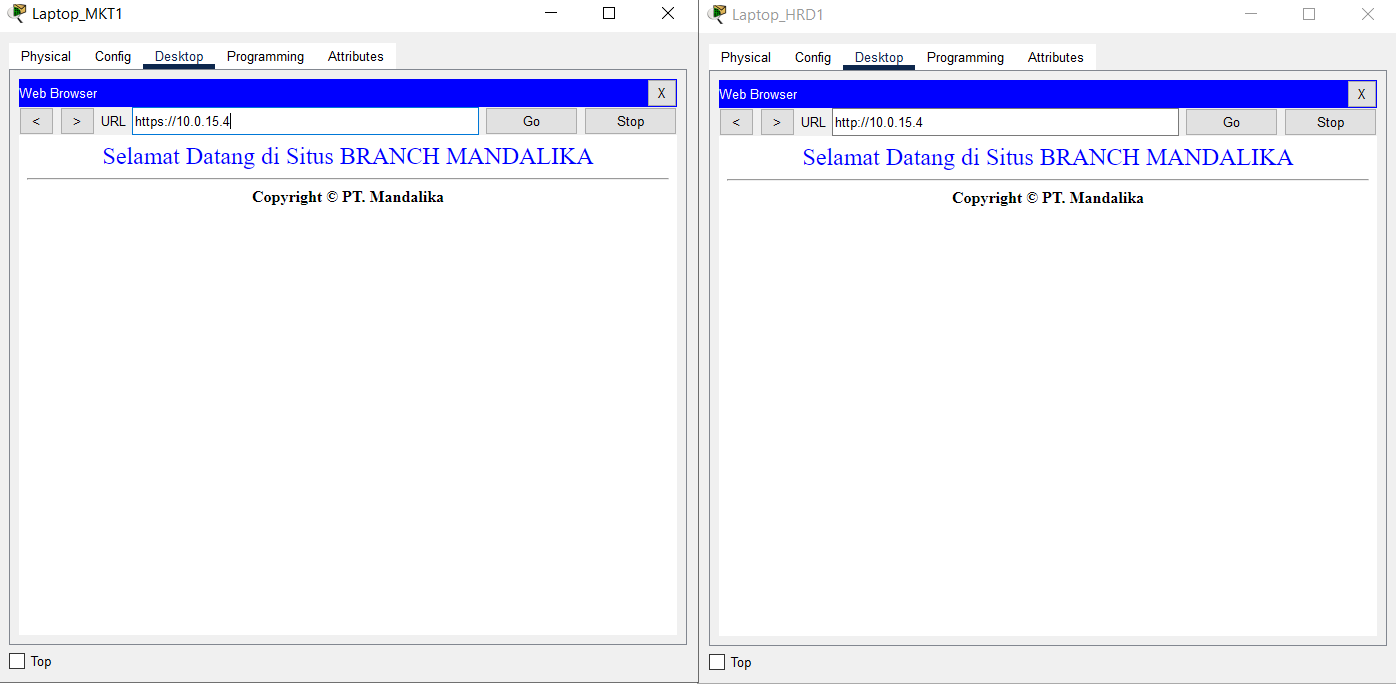 Laptop_MKT1
Physical Config Desktop Programming Attributes
Web Browser X
< > URL https://10.0.15.4 Go Stop
Selamat Datang di Situs BRANCH MANDALIKA
Copyright © PT. Mandalika
Top
Laptop_HRD1
Physical Config Desktop Programming Attributes
Web Browser X
< > URL http://10.0.15.4 Go Stop
Selamat Datang di Situs BRANCH MANDALIKA
Copyright © PT. Mandalika
Top